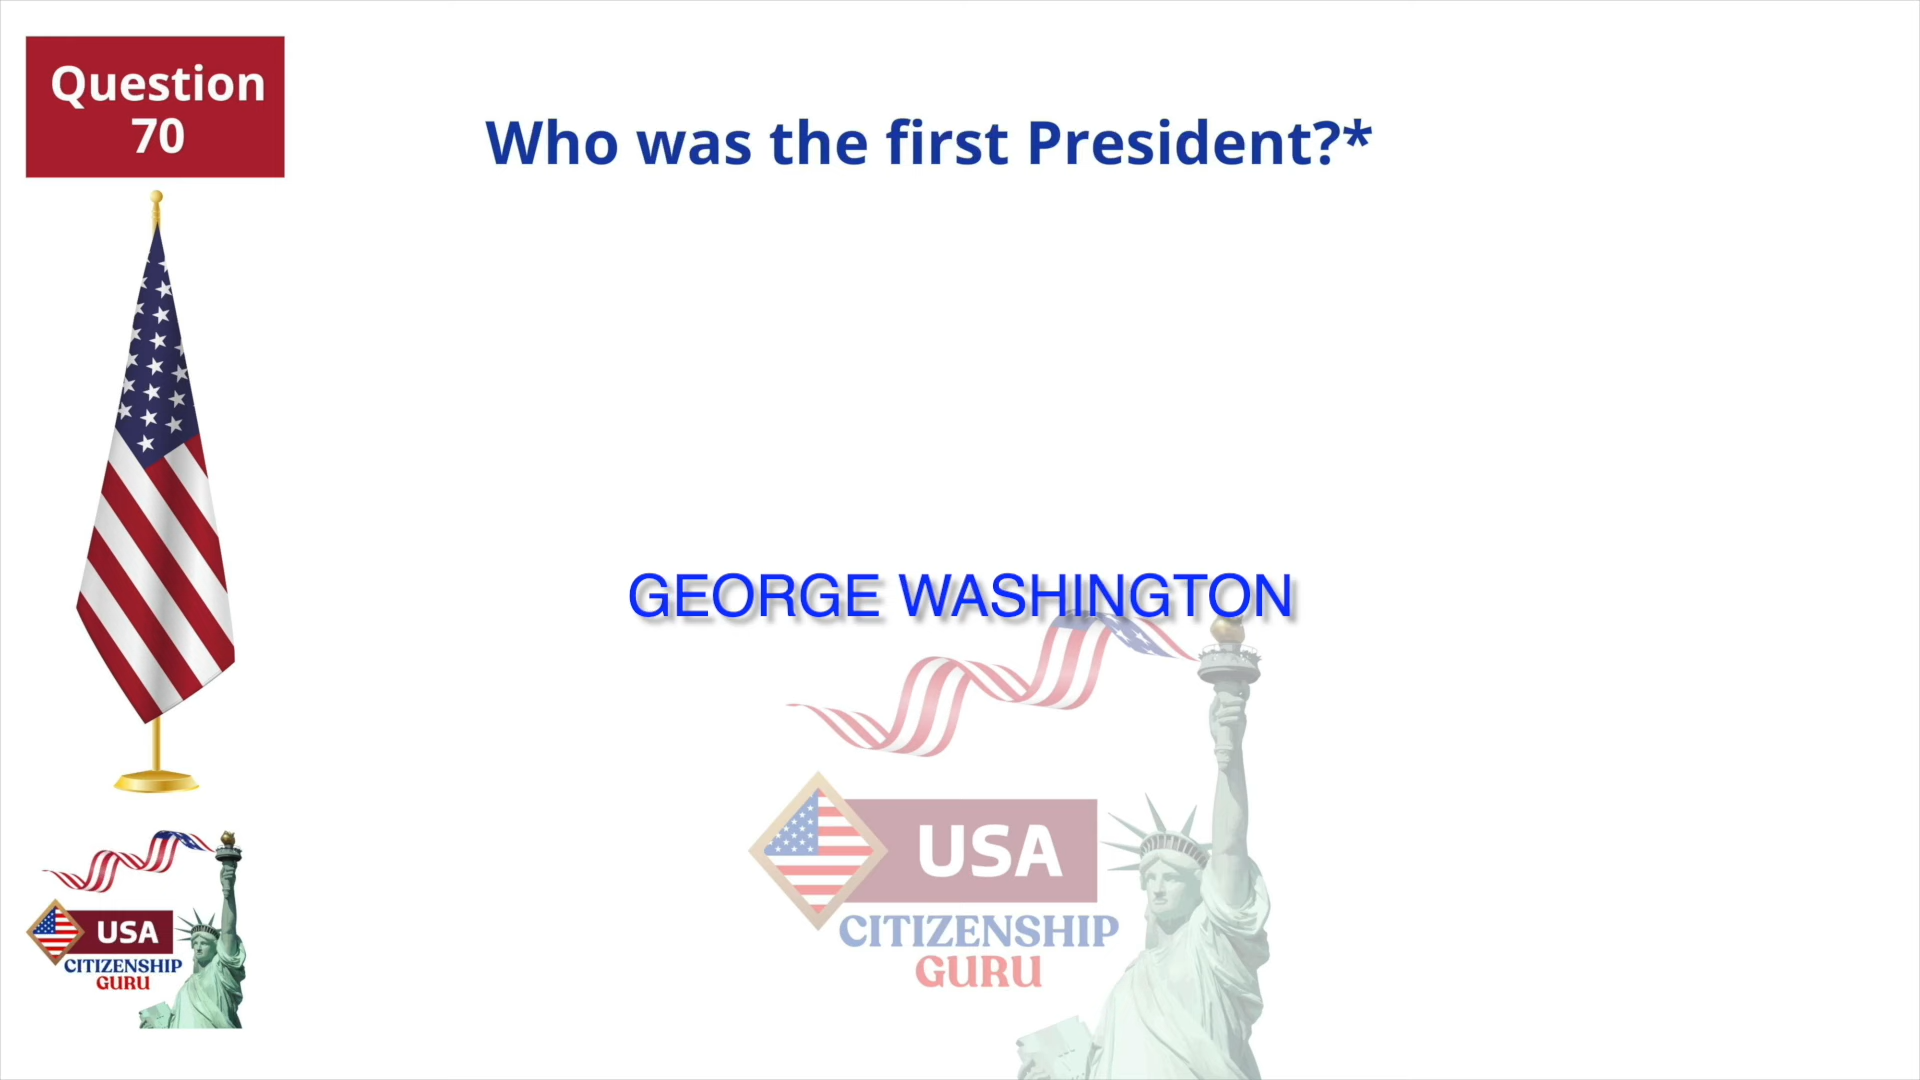 Question
70
Who was the first President?*
GEORGE WASHINGTON
USA
CITIZENSHIP
GURU
USA
CITIZENSHIP
GURU